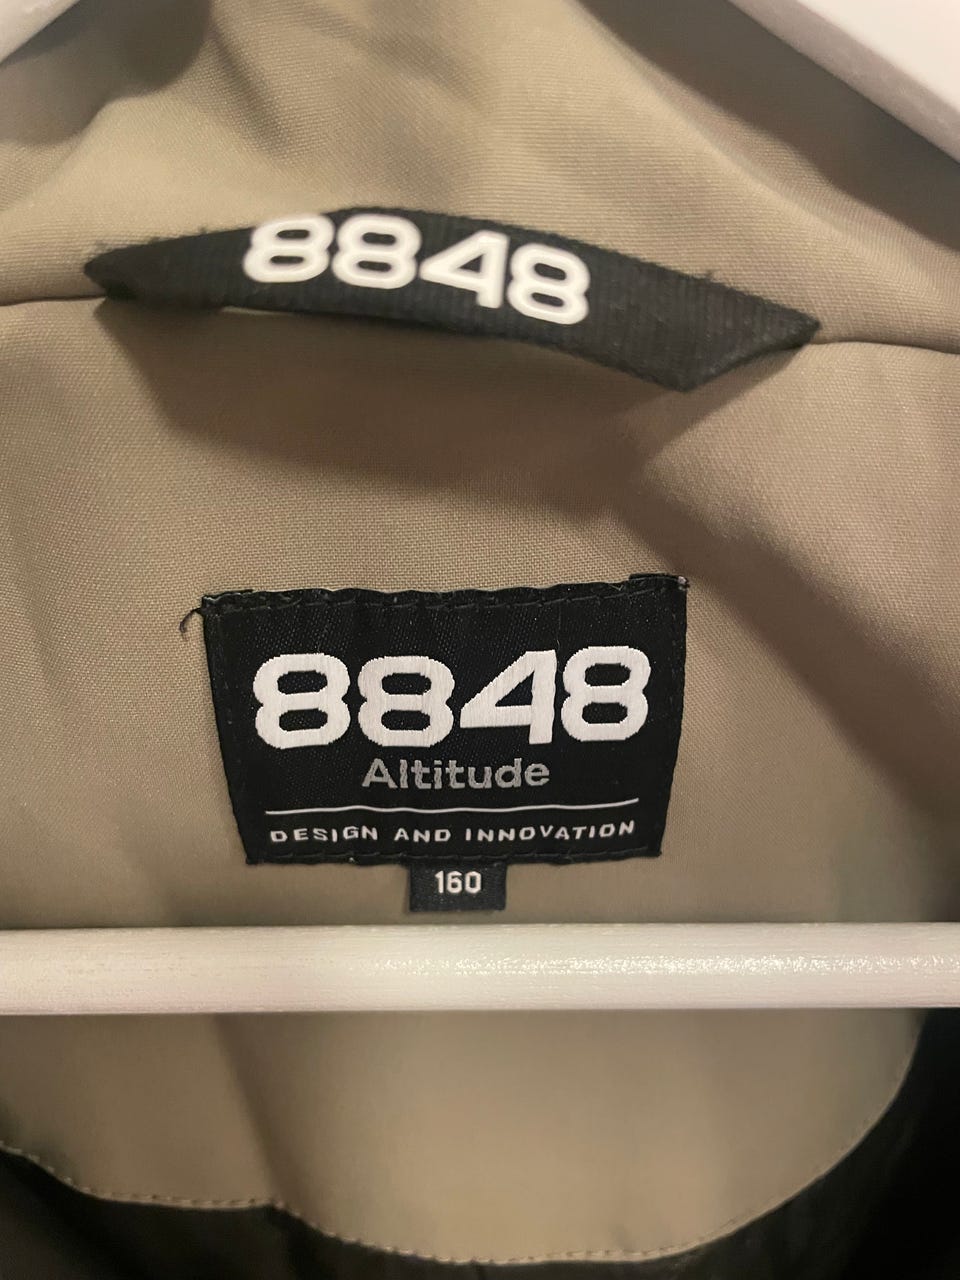 8848
8848
Altitude
DESIGN AND INNOVATION
160